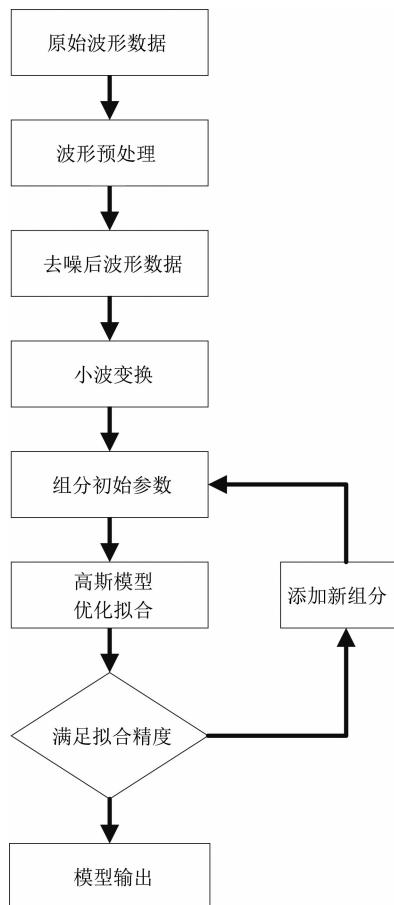 原始波形数据
波形预处理
去噪后波形数据
小波变换
组分初始参数
高斯模型
优化拟合
添加新组分
满足拟合精度
模型输出